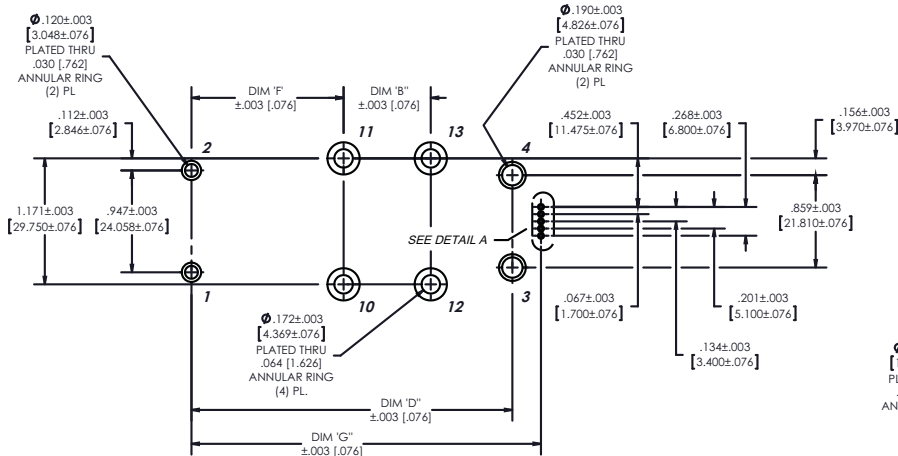 Ø.120±.003
[3.048±.076]
PLATED THRU
.030 [.762]
ANNULAR RING
(2) PL
Ø.190±.003
[4.826±.076]
PLATED THRU
.030 [.762]
ANNULAR RING
(2) PL
DIM 'F'
±.003 [.076]
DIM 'B"
±.003 [.076]
.112±.003
[2.846±.076]
.452±.003
[11.475±.076]
.268±.003
[6.800±.076]
.156±.003
[3.970±.076]
2
11
13
4
1.171±.003
[29.750±.076]
.947±.003
[24.058±.076]
.859±.003
[21.810±.076]
SEE DETAIL A
1
10
12
3
.067±.003
[1.700±.076]
.201±.003
[5.100±.076]
.134±.003
[3.400±.076]
Ø.172±.003
[4.369±.076]
PLATED THRU
.064 [1.626]
ANNULAR RING
(4) PL.
DIM 'D"
±.003 [.076]
DIM 'G"
±.003 [.076]
Ø
[1
PL
AN